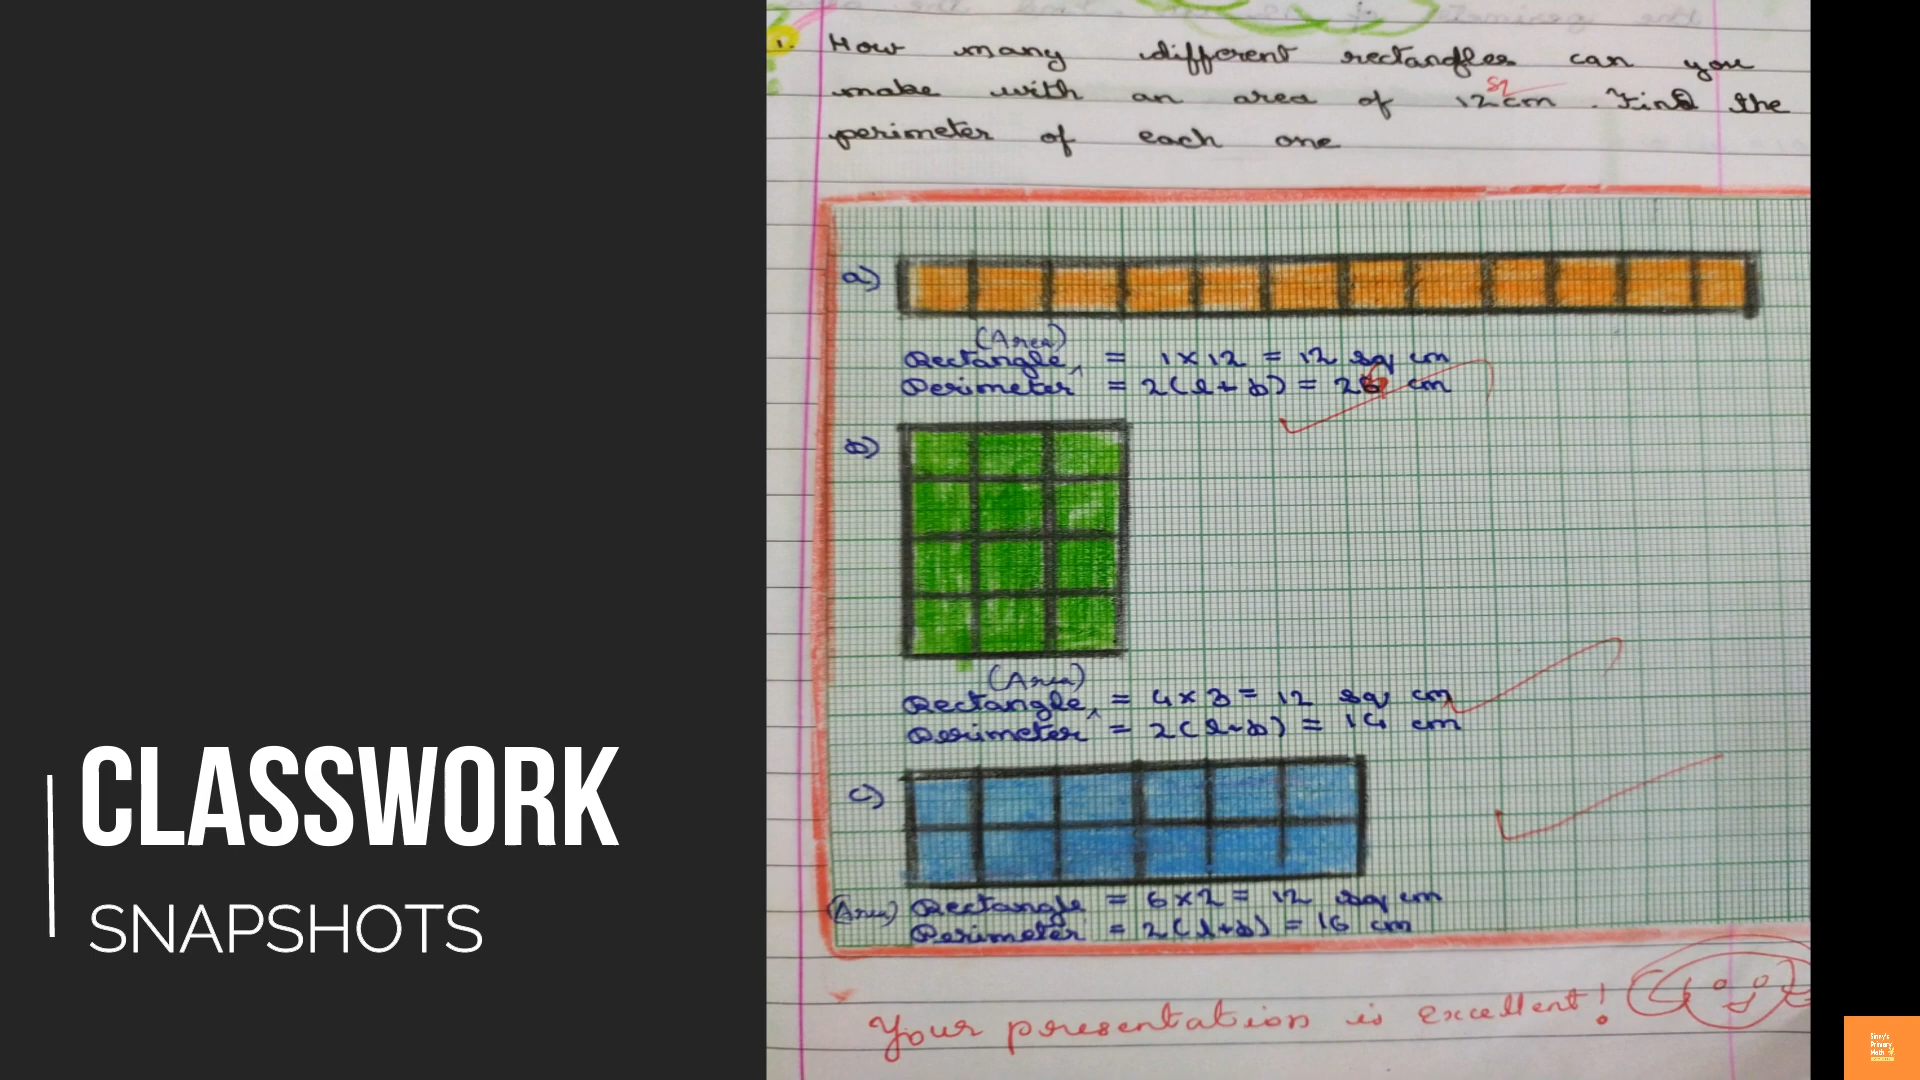 CLASSWORK
SNAPSHOTS
1. How many different rectangles can you
make with an area of 12 sq cm. Find the
perimeter of each one
a)
(Area)
Rectangle = 1 x 12 = 12 sq cm
Perimeter = 2(l + b) = 26 cm
b)
(Area)
Rectangle = 4 x 3 = 12 sq cm
Perimeter = 2(l+b) = 14 cm
c)
(Area) Rectangle = 6 x 2 = 12 sq cm
Perimeter = 2(l+b) = 16 cm
Your presentation is excellent!
Primary
Math